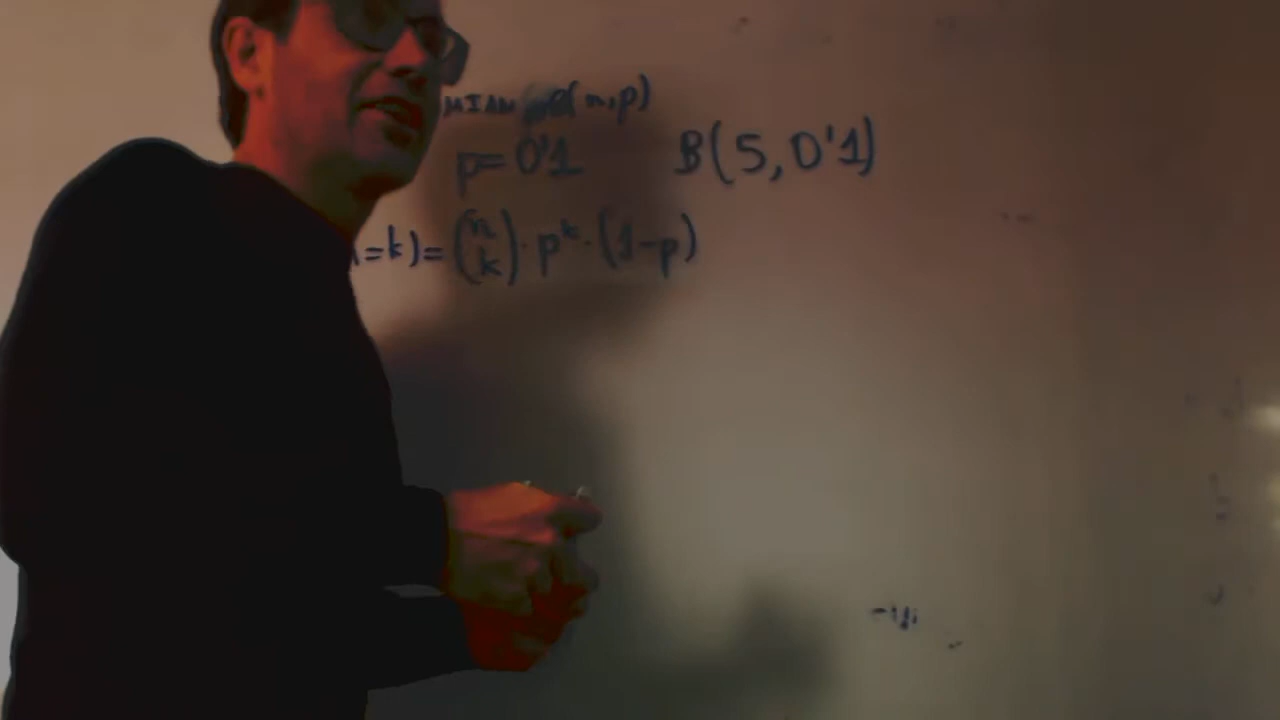 (n,p)
p=0'1 B(5,0'1)
=k)=(n k)·p^k·(1-p)